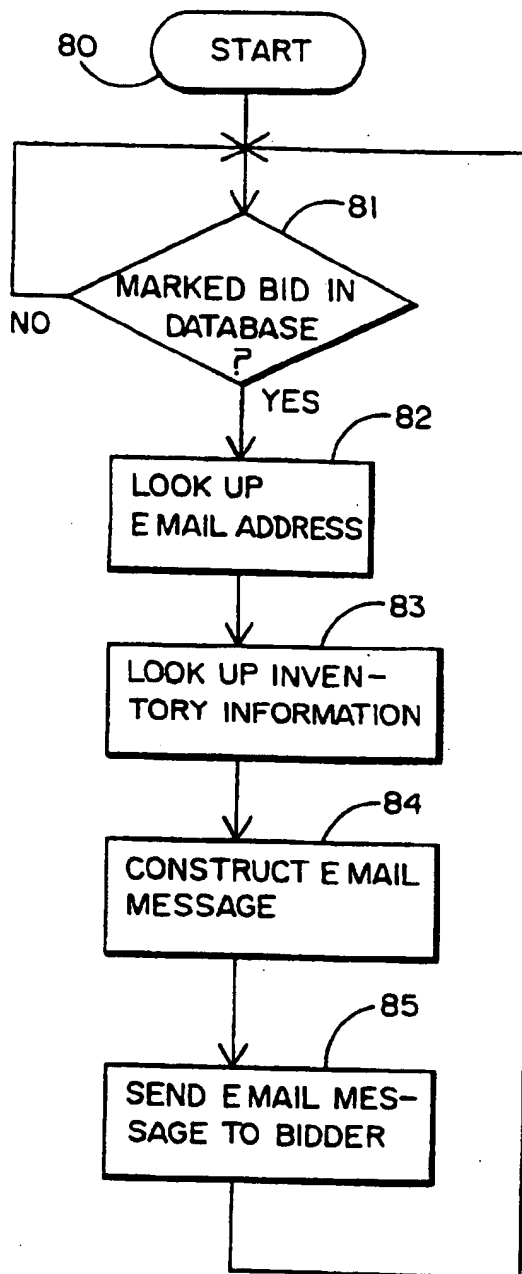 80
START
81
MARKED BID IN
DATABASE
?
NO
YES
82
LOOK UP
E MAIL ADDRESS
83
LOOK UP INVEN-
TORY INFORMATION
84
CONSTRUCT E MAIL
MESSAGE
85
SEND E MAIL MES-
SAGE TO BIDDER